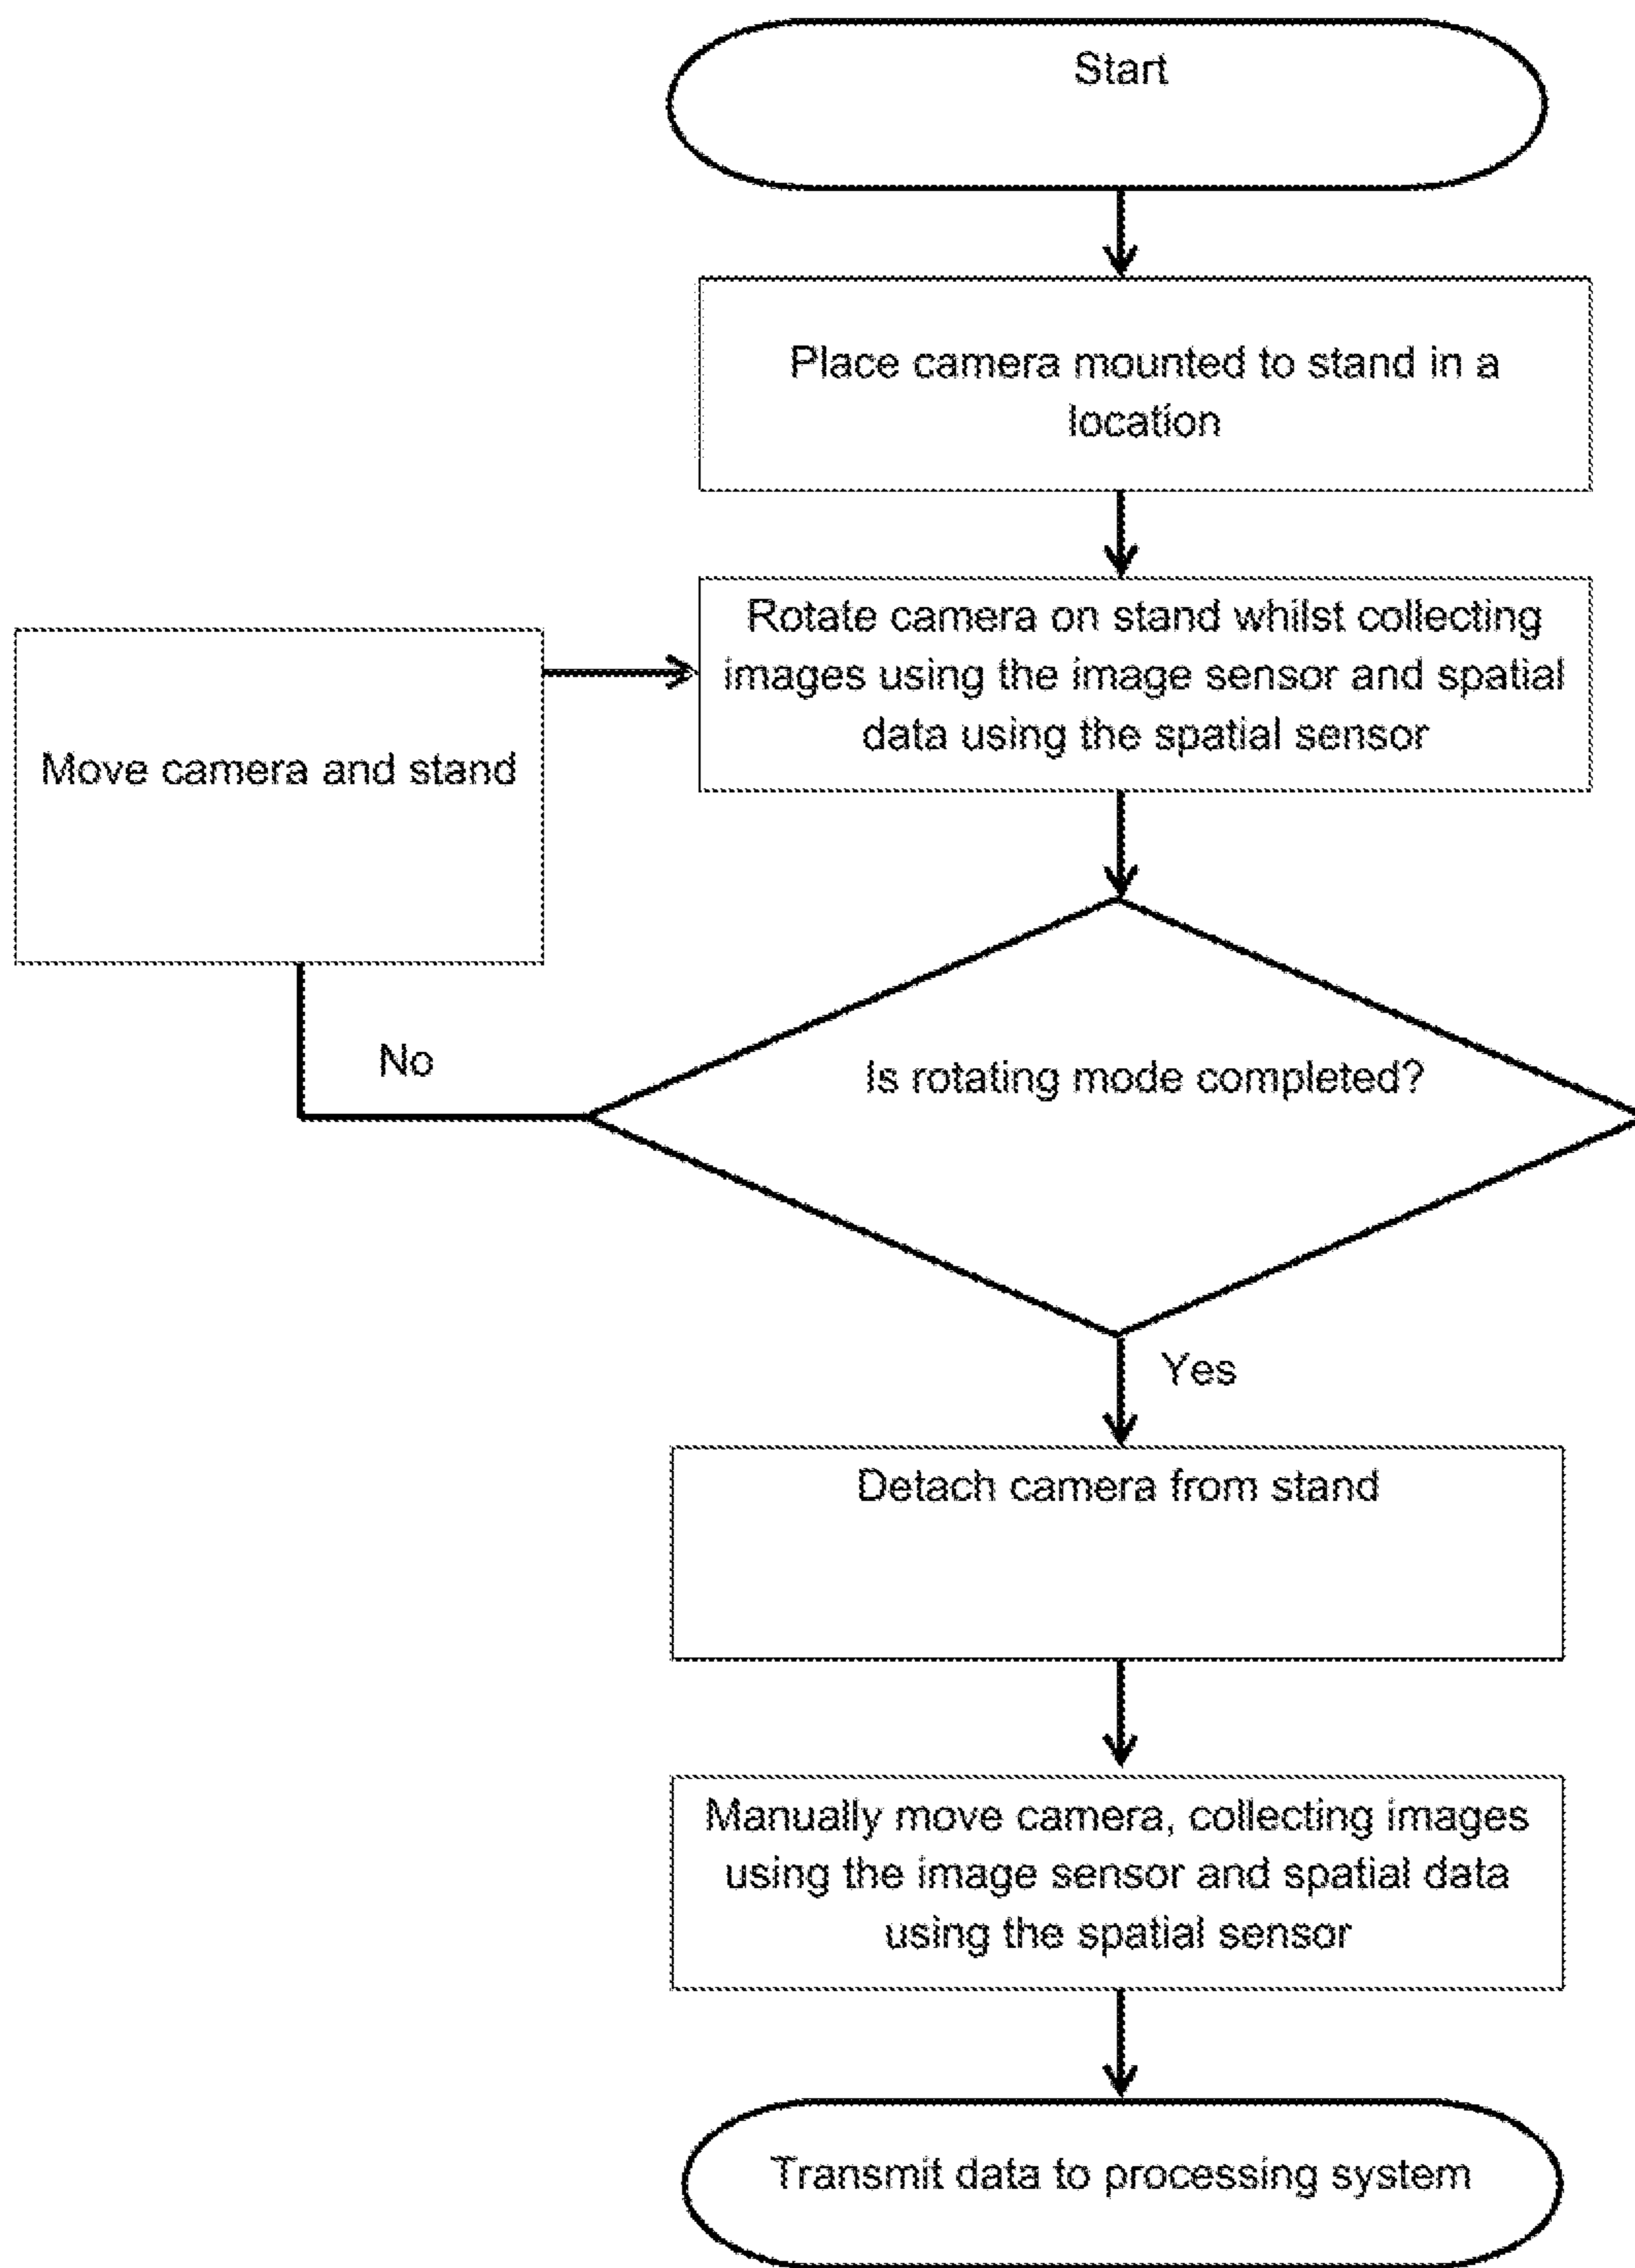 Start
Place camera mounted to stand in a
location
Rotate camera on stand whilst collecting
images using the image sensor and spatial
data using the spatial sensor
Move camera and stand
No
Is rotating mode completed?
Yes
Detach camera from stand
Manually move camera, collecting images
using the image sensor and spatial data
using the spatial sensor
Transmit data to processing system